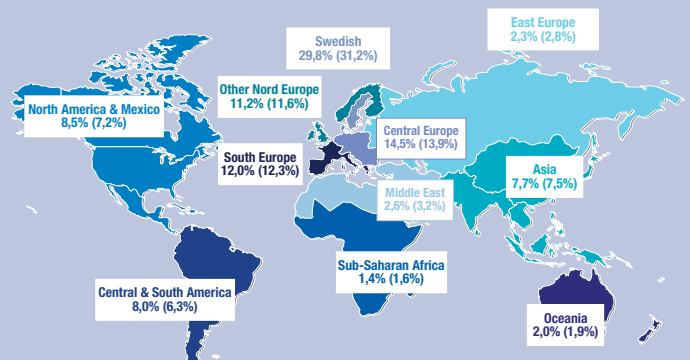 East Europe
2,3% (2,8%)
Swedish
29,8% (31,2%)
Other Nord Europe
11,2% (11,6%)
North America & Mexico
8,5% (7,2%)
Central Europe
14,5% (13,9%)
South Europe
12,0% (12,3%)
Asia
7,7% (7,5%)
Middle East
2,6% (3,2%)
Sub-Saharan Africa
1,4% (1,6%)
Central & South America
8,0% (6,3%)
Oceania
2,0% (1,9%)